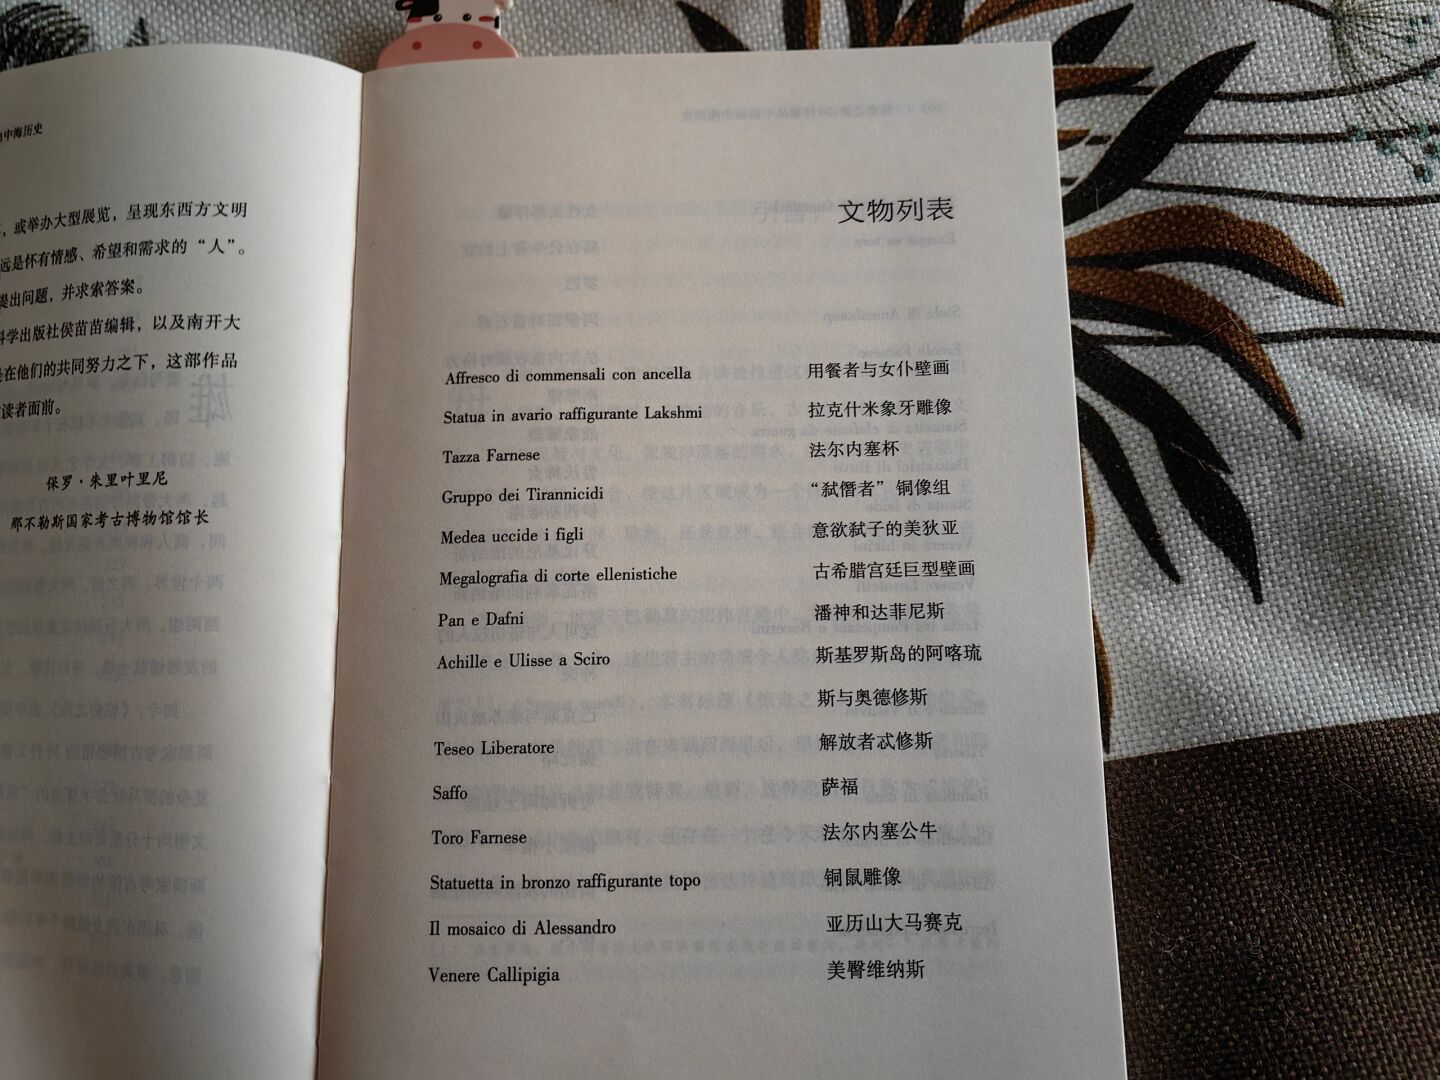 中海历史
，或举办大型展览，呈现东西方文明
远是怀有情感、希望和需求的“人”。
提出问题，并求索答案。
科学出版社侯苗苗编辑，以及南开大
是在他们的共同努力之下，这部作品
读者面前。
保罗·朱里叶里尼
那不勒斯国家考古博物馆馆长
文物列表
Affresco di commensali con ancella 用餐者与女仆壁画
Statua in avario raffigurante Lakshmi 拉克什米象牙雕像
Tazza Farnese 法尔内塞杯
Gruppo dei Tirannicidi “弑僭者”铜像组
Medea uccide i figli 意欲弑子的美狄亚
Megalografia di corte ellenistiche 古希腊宫廷巨型壁画
Pan e Dafni 潘神和达菲尼斯
Achille e Ulisse a Sciro 斯基罗斯岛的阿喀琉
斯与奥德修斯
Teseo Liberatore 解放者忒修斯
Saffo 萨福
Toro Farnese 法尔内塞公牛
Statuetta in bronzo raffigurante topo 铜鼠雕像
Il mosaico di Alessandro 亚历山大马赛克
Venere Callipigia 美臀维纳斯